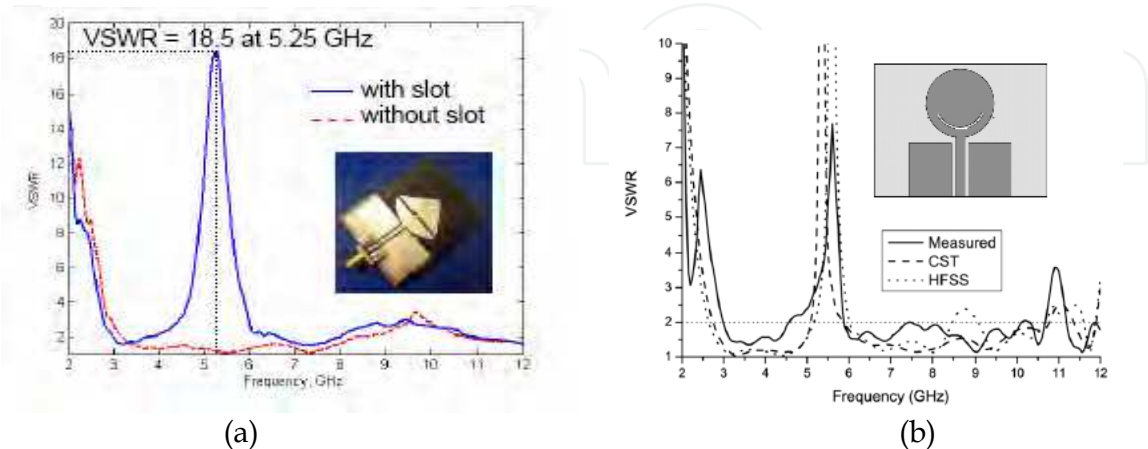 VSWR = 18.5 at 5.25 GHz
with slot
without slot
VSWR
20
18
16
14
12
10
8
6
4
2
2 3 4 5 6 7 8 9 10 11 12
Frequency, GHz
(a)
VSWR
10
9
8
7
6
5
4
3
2
1
Measured
CST
HFSS
2 3 4 5 6 7 8 9 10 11 12
Frequency (GHz)
(b)